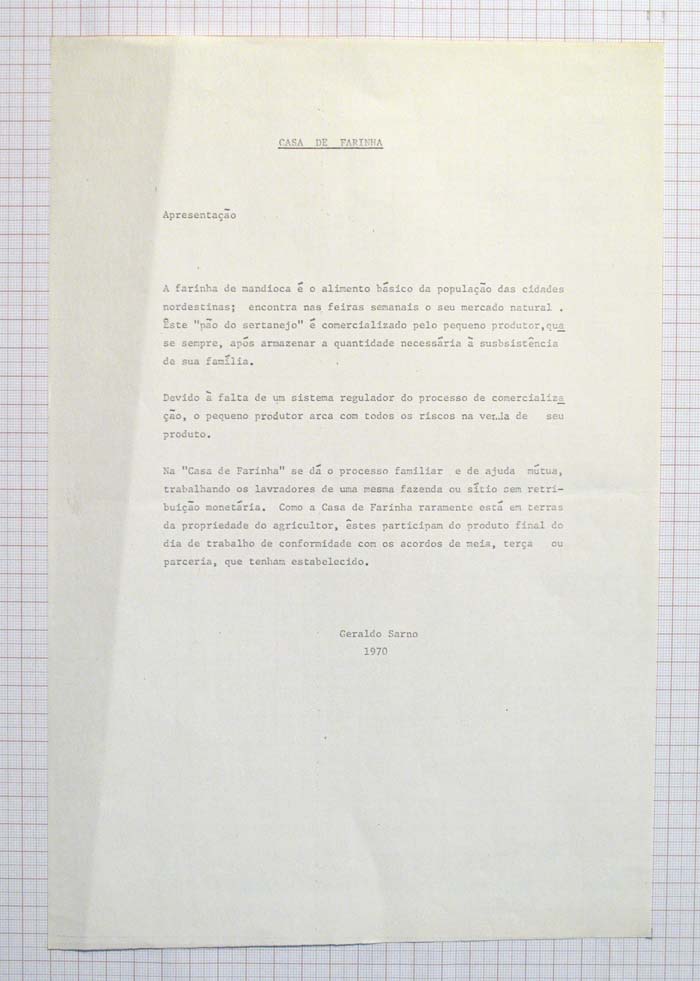 CASA DE FARINHA
Apresentação
A farinha de mandioca é o alimento básico da população das cidades
nordestinas; encontra nas feiras semanais o seu mercado natural .
Êste "pão do sertanejo" é comercializado pelo pequeno produtor,qua
se sempre, após armazenar a quantidade necessária à susbsistência
de sua família.
Devido à falta de um sistema regulador do processo de comercializa
ção, o pequeno produtor arca com todos os riscos na venda de seu
produto.
Na "Casa de Farinha" se dá o processo familiar e de ajuda mútua,
trabalhando os lavradores de uma mesma fazenda ou sítio sem retri-
buição monetária. Como a Casa de Farinha raramente está em terras
da propriedade do agricultor, êstes participam do produto final do
dia de trabalho de conformidade com os acordos de meia, terça ou
parceria, que tenham estabelecido.
Geraldo Sarno
1970